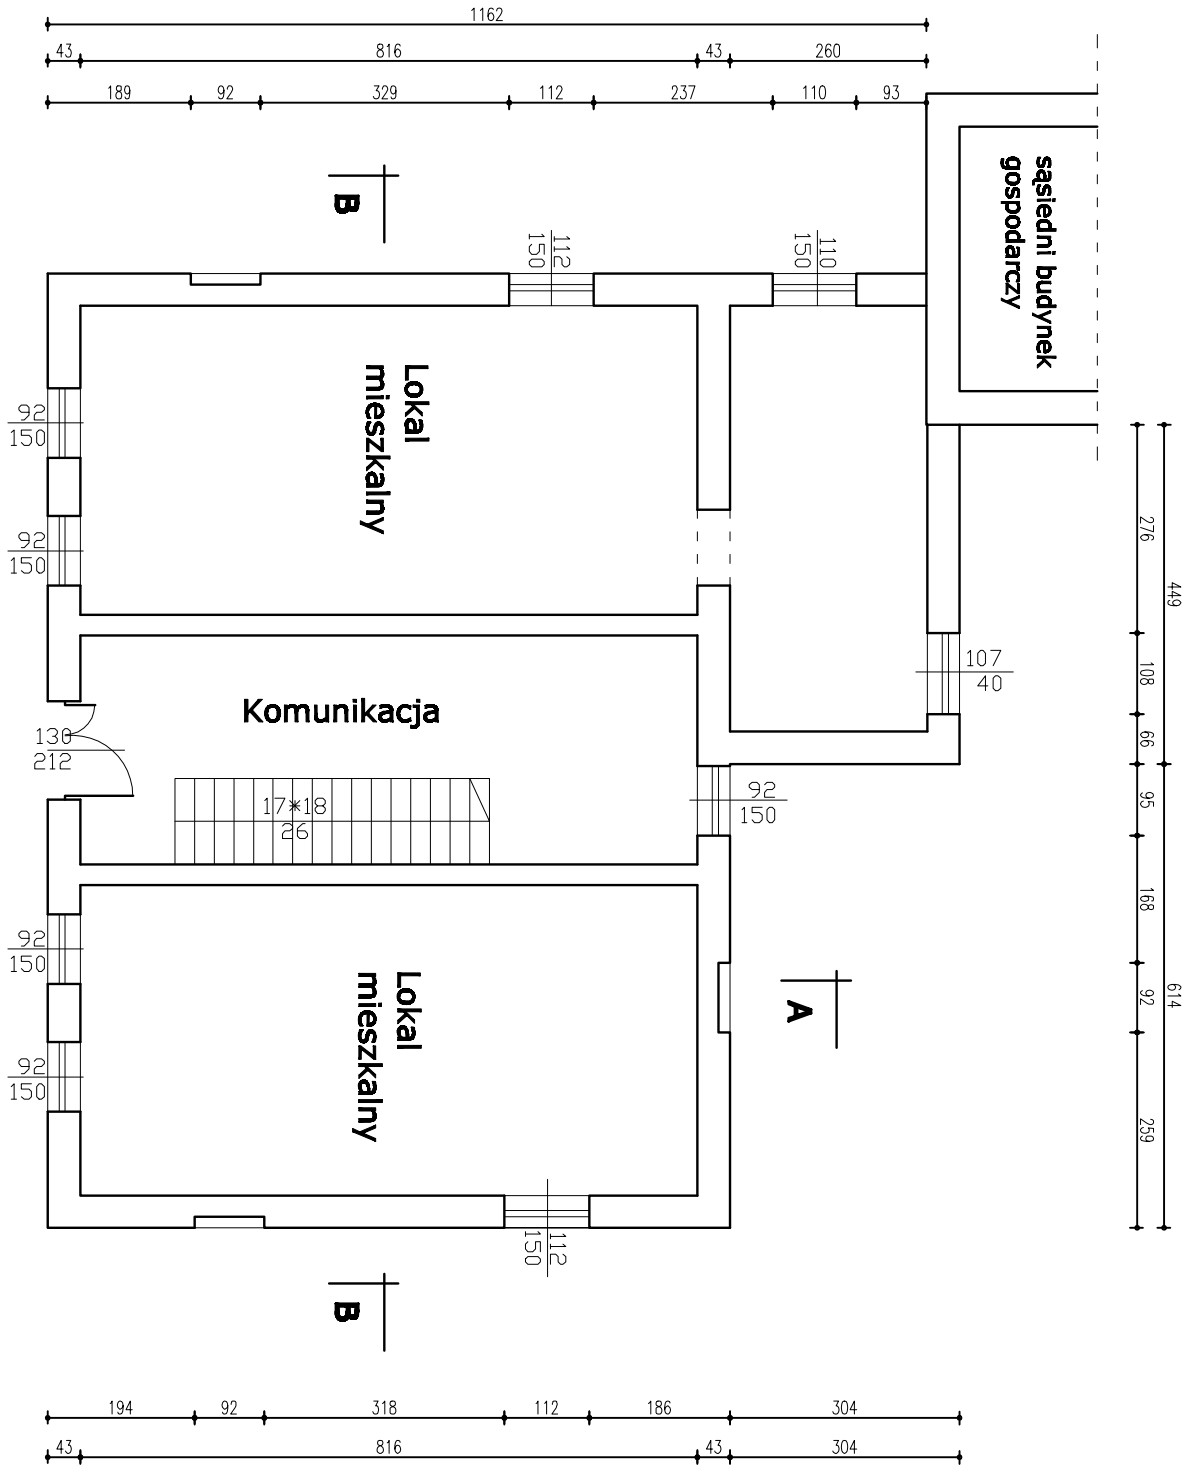 1162
43 816 43 260
189 92 329 112 237 110 93
sąsiedni budynek
gospodarczy
B
112
150
110
150
Lokal
mieszkalny
92
150
92
150
276
449
108
66
107
40
Komunikacja
130
212
17*18
26
92
150
95
168
92
614
259
A
92
150
92
150
Lokal
mieszkalny
112
150
B
194 92 318 112 186 304
43 816 43 304